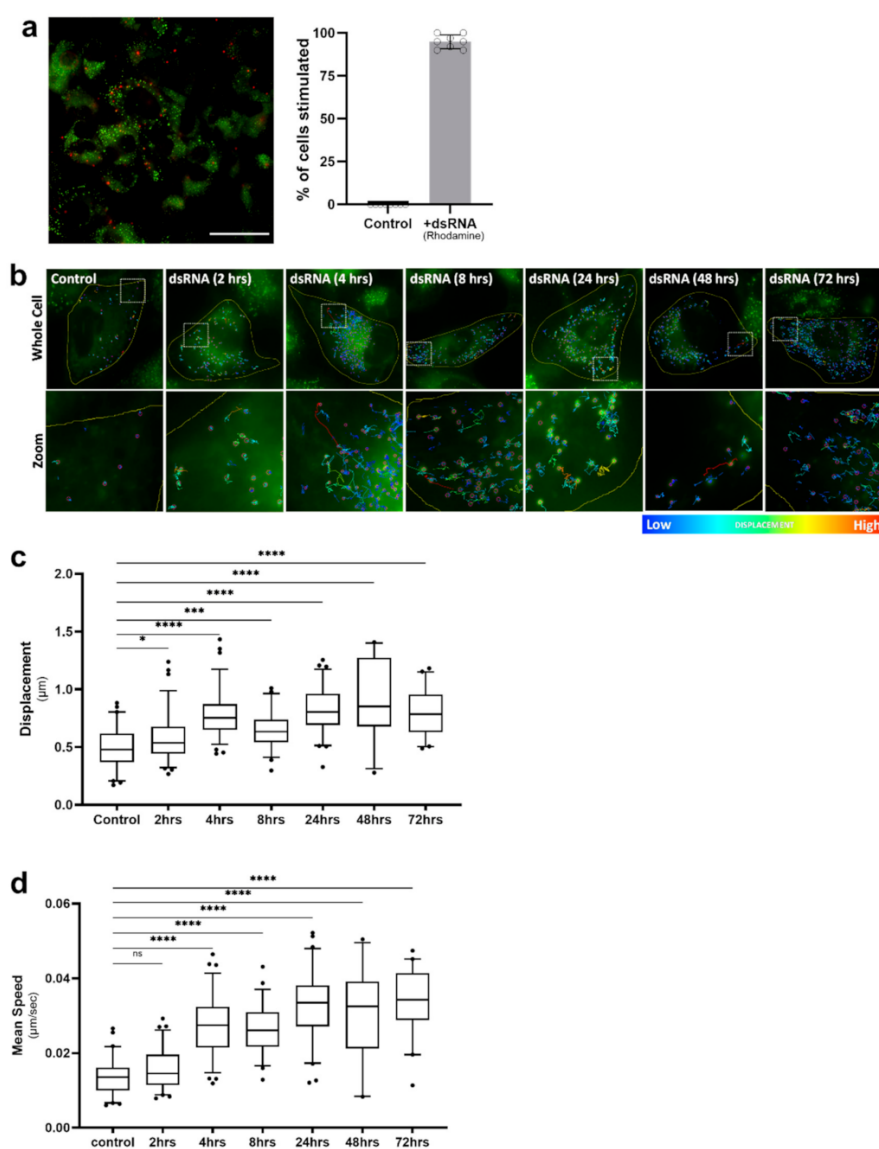 a
100
75
50
25
0
% of cells stimulated
Control
+dsRNA
(Rhodamine)
b
Control
dsRNA (2 hrs)
dsRNA (4 hrs)
dsRNA (8 hrs)
dsRNA (24 hrs)
dsRNA (48 hrs)
dsRNA (72 hrs)
Whole Cell
Zoom
Low
DISPLACEMENT
High
c
****
****
****
***
****
*
2.0
1.5
1.0
0.5
0.0
Displacement
(µm)
Control
2hrs
4hrs
8hrs
24hrs
48hrs
72hrs
d
****
****
****
****
****
ns
0.06
0.04
0.02
0.00
Mean Speed
(µm/sec)
control
2hrs
4hrs
8hrs
24hrs
48hrs
72hrs